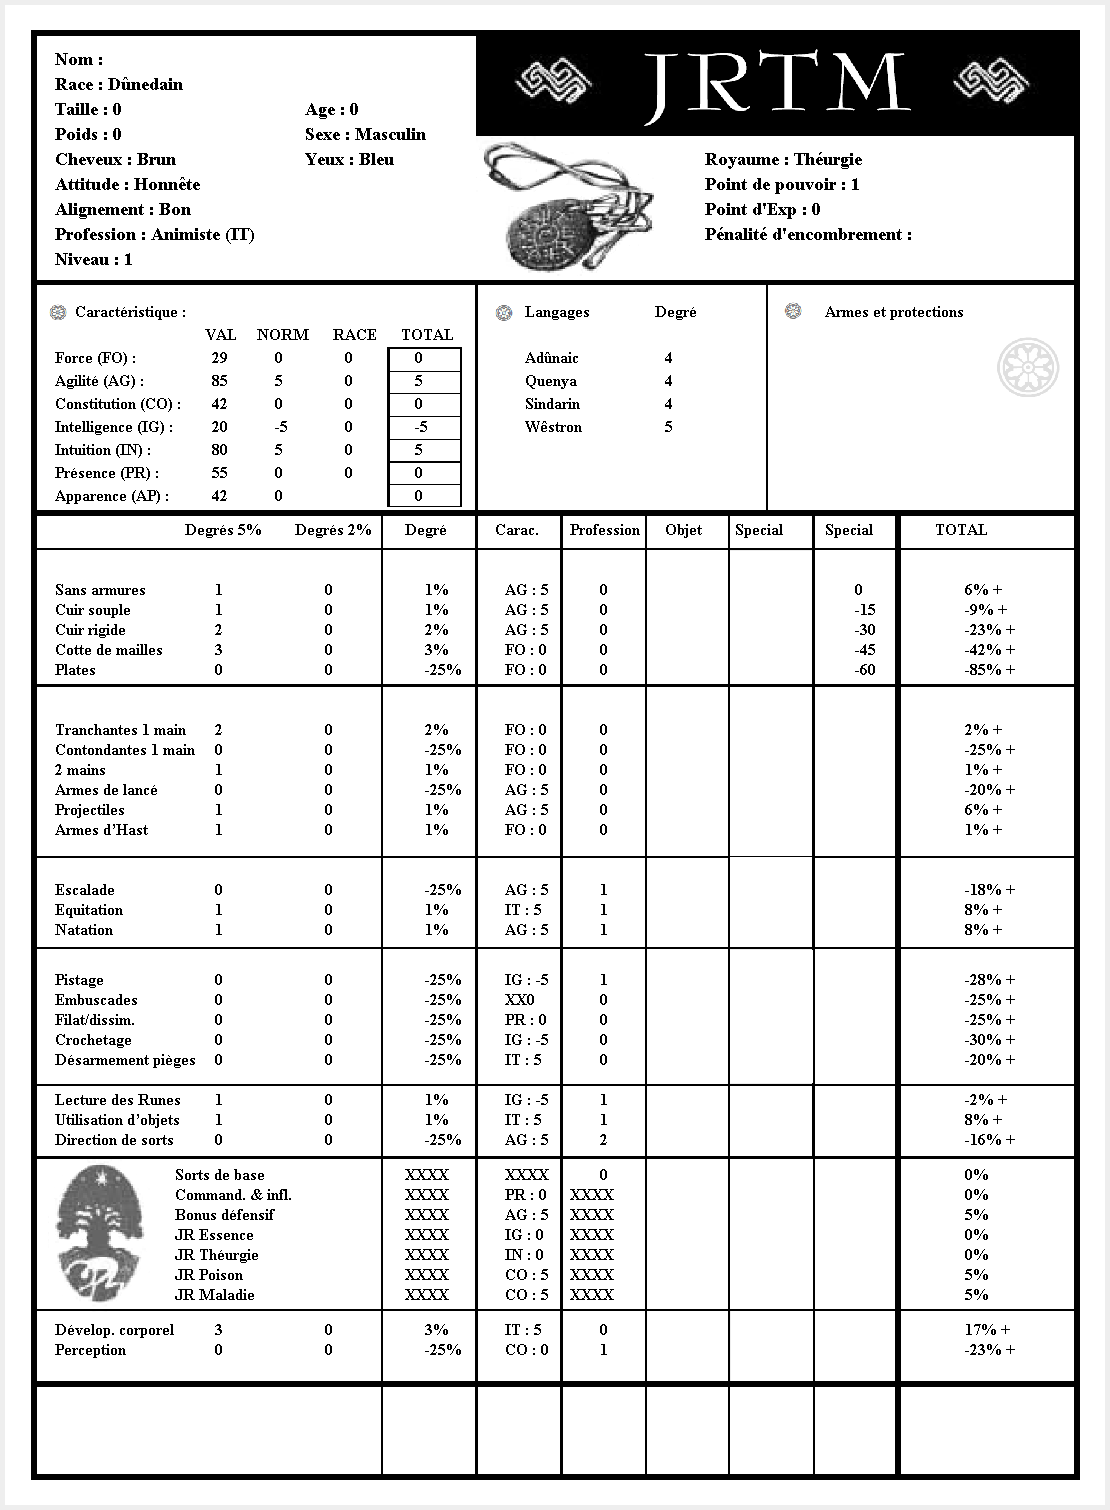 JRTM
Nom :
Race : Dûnedain
Taille : 0 Age : 0
Poids : 0 Sexe : Masculin
Cheveux : Brun Yeux : Bleu
Attitude : Honnête
Alignement : Bon
Profession : Animiste (IT)
Niveau : 1
Royaume : Théurgie
Point de pouvoir : 1
Point d'Exp : 0
Pénalité d'encombrement :
Caractéristique :
VAL NORM RACE TOTAL
Force (FO) : 29 0 0 0
Agilité (AG) : 85 5 0 5
Constitution (CO) : 42 0 0 0
Intelligence (IG) : 20 -5 0 -5
Intuition (IN) : 80 5 0 5
Présence (PR) : 55 0 0 0
Apparence (AP) : 42 0 0
Langages Degré
Adûnaic 4
Quenya 4
Sindarin 4
Wêstron 5
Armes et protections
Degrés 5% Degrés 2% Degré Carac. Profession Objet Special Special TOTAL
Sans armures 1 0 1% AG : 5 0 0 6% +
Cuir souple 1 0 1% AG : 5 0 -15 -9% +
Cuir rigide 2 0 2% AG : 5 0 -30 -23% +
Cotte de mailles 3 0 3% FO : 0 0 -45 -42% +
Plates 0 0 -25% FO : 0 0 -60 -85% +
Tranchantes 1 main 2 0 2% FO : 0 0 2% +
Contondantes 1 main 0 0 -25% FO : 0 0 -25% +
2 mains 1 0 1% FO : 0 0 1% +
Armes de lancé 0 0 -25% AG : 5 0 -20% +
Projectiles 1 0 1% AG : 5 0 6% +
Armes d’Hast 1 0 1% FO : 0 0 1% +
Escalade 0 0 -25% AG : 5 1 -18% +
Equitation 1 0 1% IT : 5 1 8% +
Natation 1 0 1% AG : 5 1 8% +
Pistage 0 0 -25% IG : -5 1 -28% +
Embuscades 0 0 -25% XX0 0 -25% +
Filat/dissim. 0 0 -25% PR : 0 0 -25% +
Crochetage 0 0 -25% IG : -5 0 -30% +
Désarmement pièges 0 0 -25% IT : 5 0 -20% +
Lecture des Runes 1 0 1% IG : -5 1 -2% +
Utilisation d’objets 1 0 1% IT : 5 1 8% +
Direction de sorts 0 0 -25% AG : 5 2 -16% +
Sorts de base XXXX XXXX 0 0%
Command. & infl. XXXX PR : 0 XXXX 0%
Bonus défensif XXXX AG : 5 XXXX 5%
JR Essence XXXX IG : 0 XXXX 0%
JR Théurgie XXXX IN : 0 XXXX 0%
JR Poison XXXX CO : 5 XXXX 5%
JR Maladie XXXX CO : 5 XXXX 5%
Dévelop. corporel 3 0 3% IT : 5 0 17% +
Perception 0 0 -25% CO : 0 1 -23% +